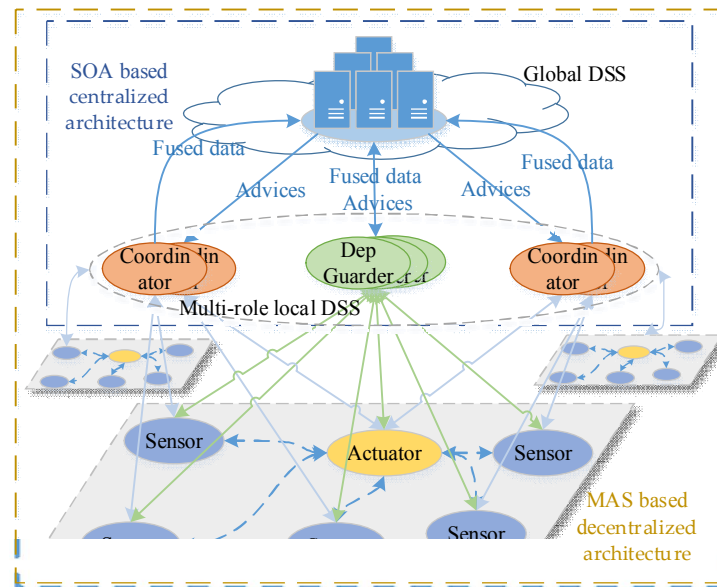 SOA based
centralized
architecture
Global DSS
Fused data
Fused data
Advices
Fused data
Advices
Advices
Coordin
ator
Dep
Guarder
Coordin
ator
Multi-role local DSS
Sensor
Actuator
Sensor
Sensor
MAS based
decentralized
architecture